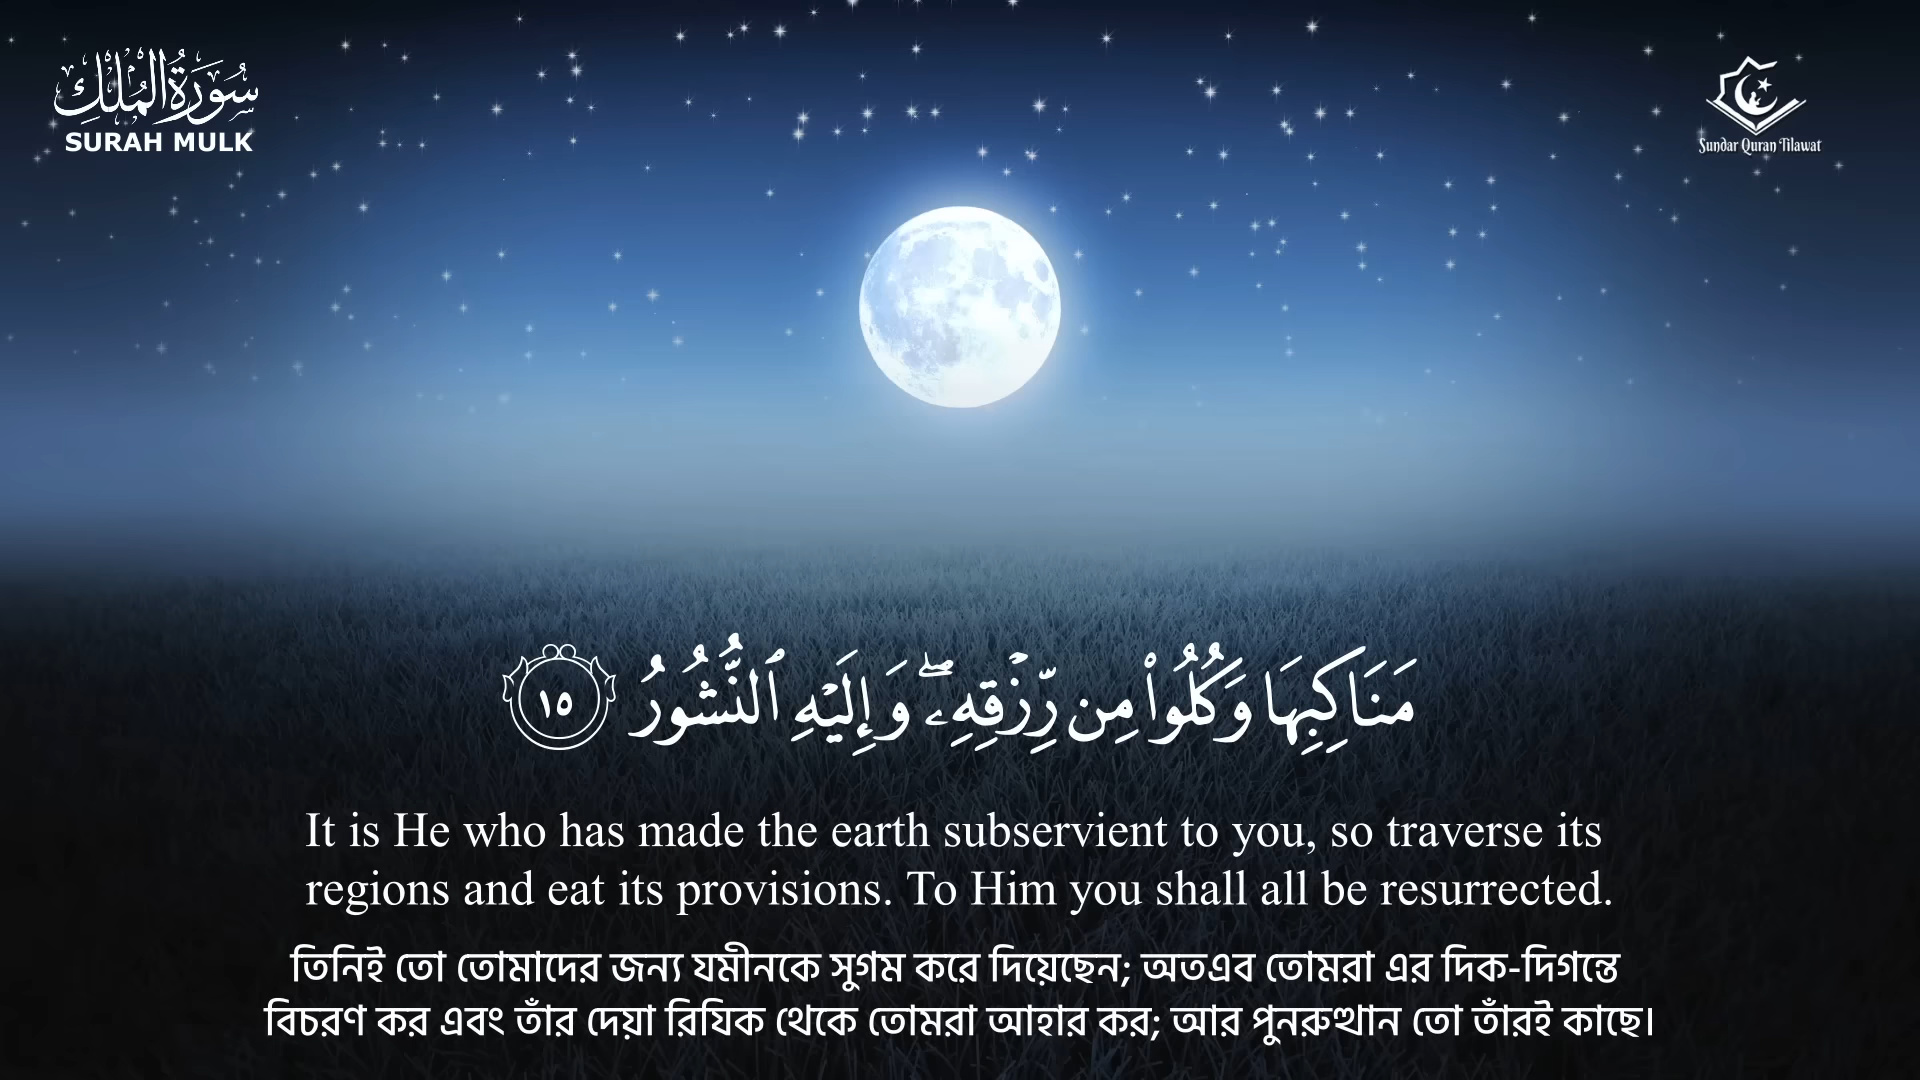 سُورَةُ الْمُلْكِ
SURAH MULK
Sundar Quran Tilawat
مَنَاكِبِهَا وَكُلُوا۟ مِن رِّزْقِهِۦ ۖ وَإِلَيْهِ ٱلنُّشُورُ ١٥
It is He who has made the earth subservient to you, so traverse its
regions and eat its provisions. To Him you shall all be resurrected.
তিনিই তো তোমাদের জন্য যমীনকে সুগম করে দিয়েছেন; অতএব তোমরা এর দিক-দিগন্তে
বিচরণ কর এবং তাঁর দেয়া রিযিক থেকে তোমরা আহার কর; আর পুনরুত্থান তো তাঁরই কাছে।